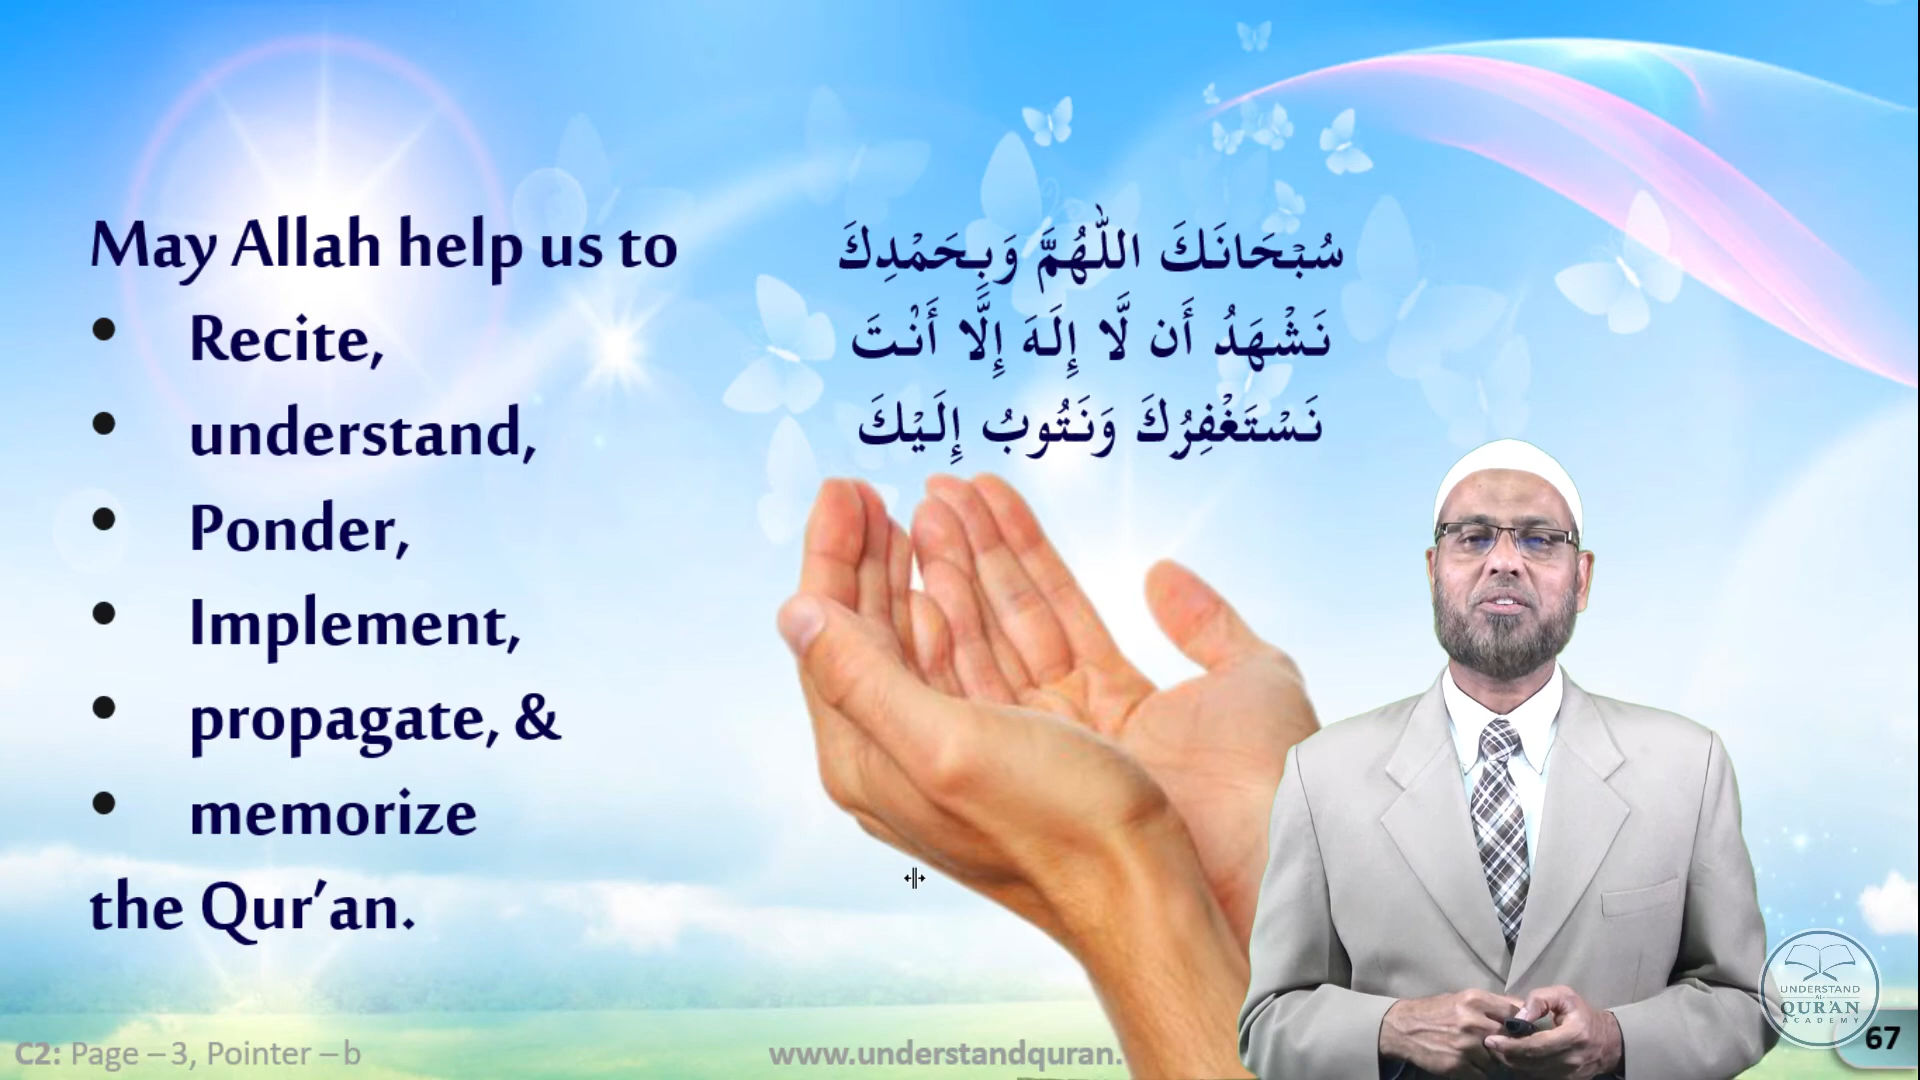 May Allah help us to
• Recite,
• understand,
• Ponder,
• Implement,
• propagate, &
• memorize
the Qur’an.
سُبْحَانَكَ اللّٰهُمَّ وَبِحَمْدِكَ
نَشْهَدُ أَن لَّا إِلَهَ إِلَّا أَنْتَ
نَسْتَغْفِرُكَ وَنَتُوبُ إِلَيْكَ
C2: Page – 3, Pointer – b
www.understandquran.
UNDERSTAND
AL-
QUR'AN
ACADEMY
67